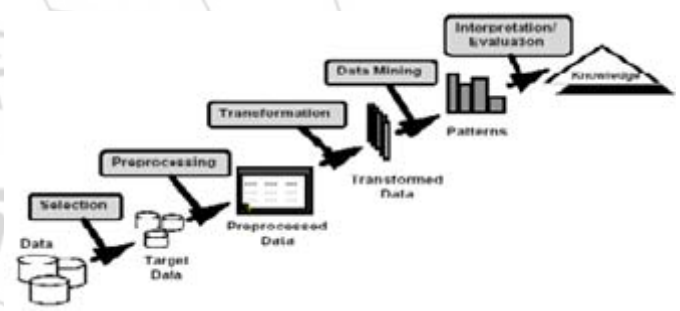 Interpretation/
Evaluation
Data Mining
Knowledge
Transformation
Patterns
Preprocessing
Transformed
Data
Selection
Preprocessed
Data
Data
Target
Data